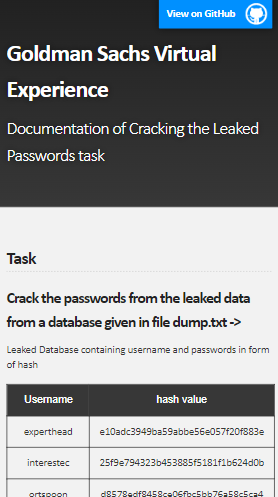 View on GitHub
Goldman Sachs Virtual
Experience
Documentation of Cracking the Leaked
Passwords task
Task
Crack the passwords from the leaked data
from a database given in file dump.txt ->
Leaked Database containing username and passwords in form
of hash
Username hash value
experthead e10adc3949ba59abbe56e057f20f883e
interestec 25f9e794323b453885f5181f1b624d0b
ortspoon d8578edf8458ce06fbc5bb76a58c5ca4